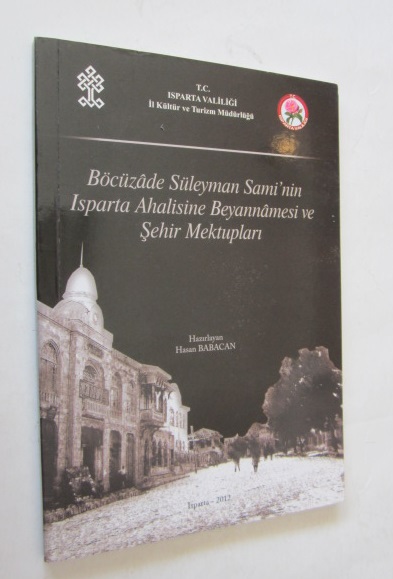 T.C.
ISPARTA VALİLİĞİ
İl Kültür ve Turizm Müdürlüğü
Böcüzâde Süleyman Sami'nin
Isparta Ahalisine Beyannâmesi ve
Şehir Mektupları
Hazırlayan
Hasan BABACAN
Isparta - 2012